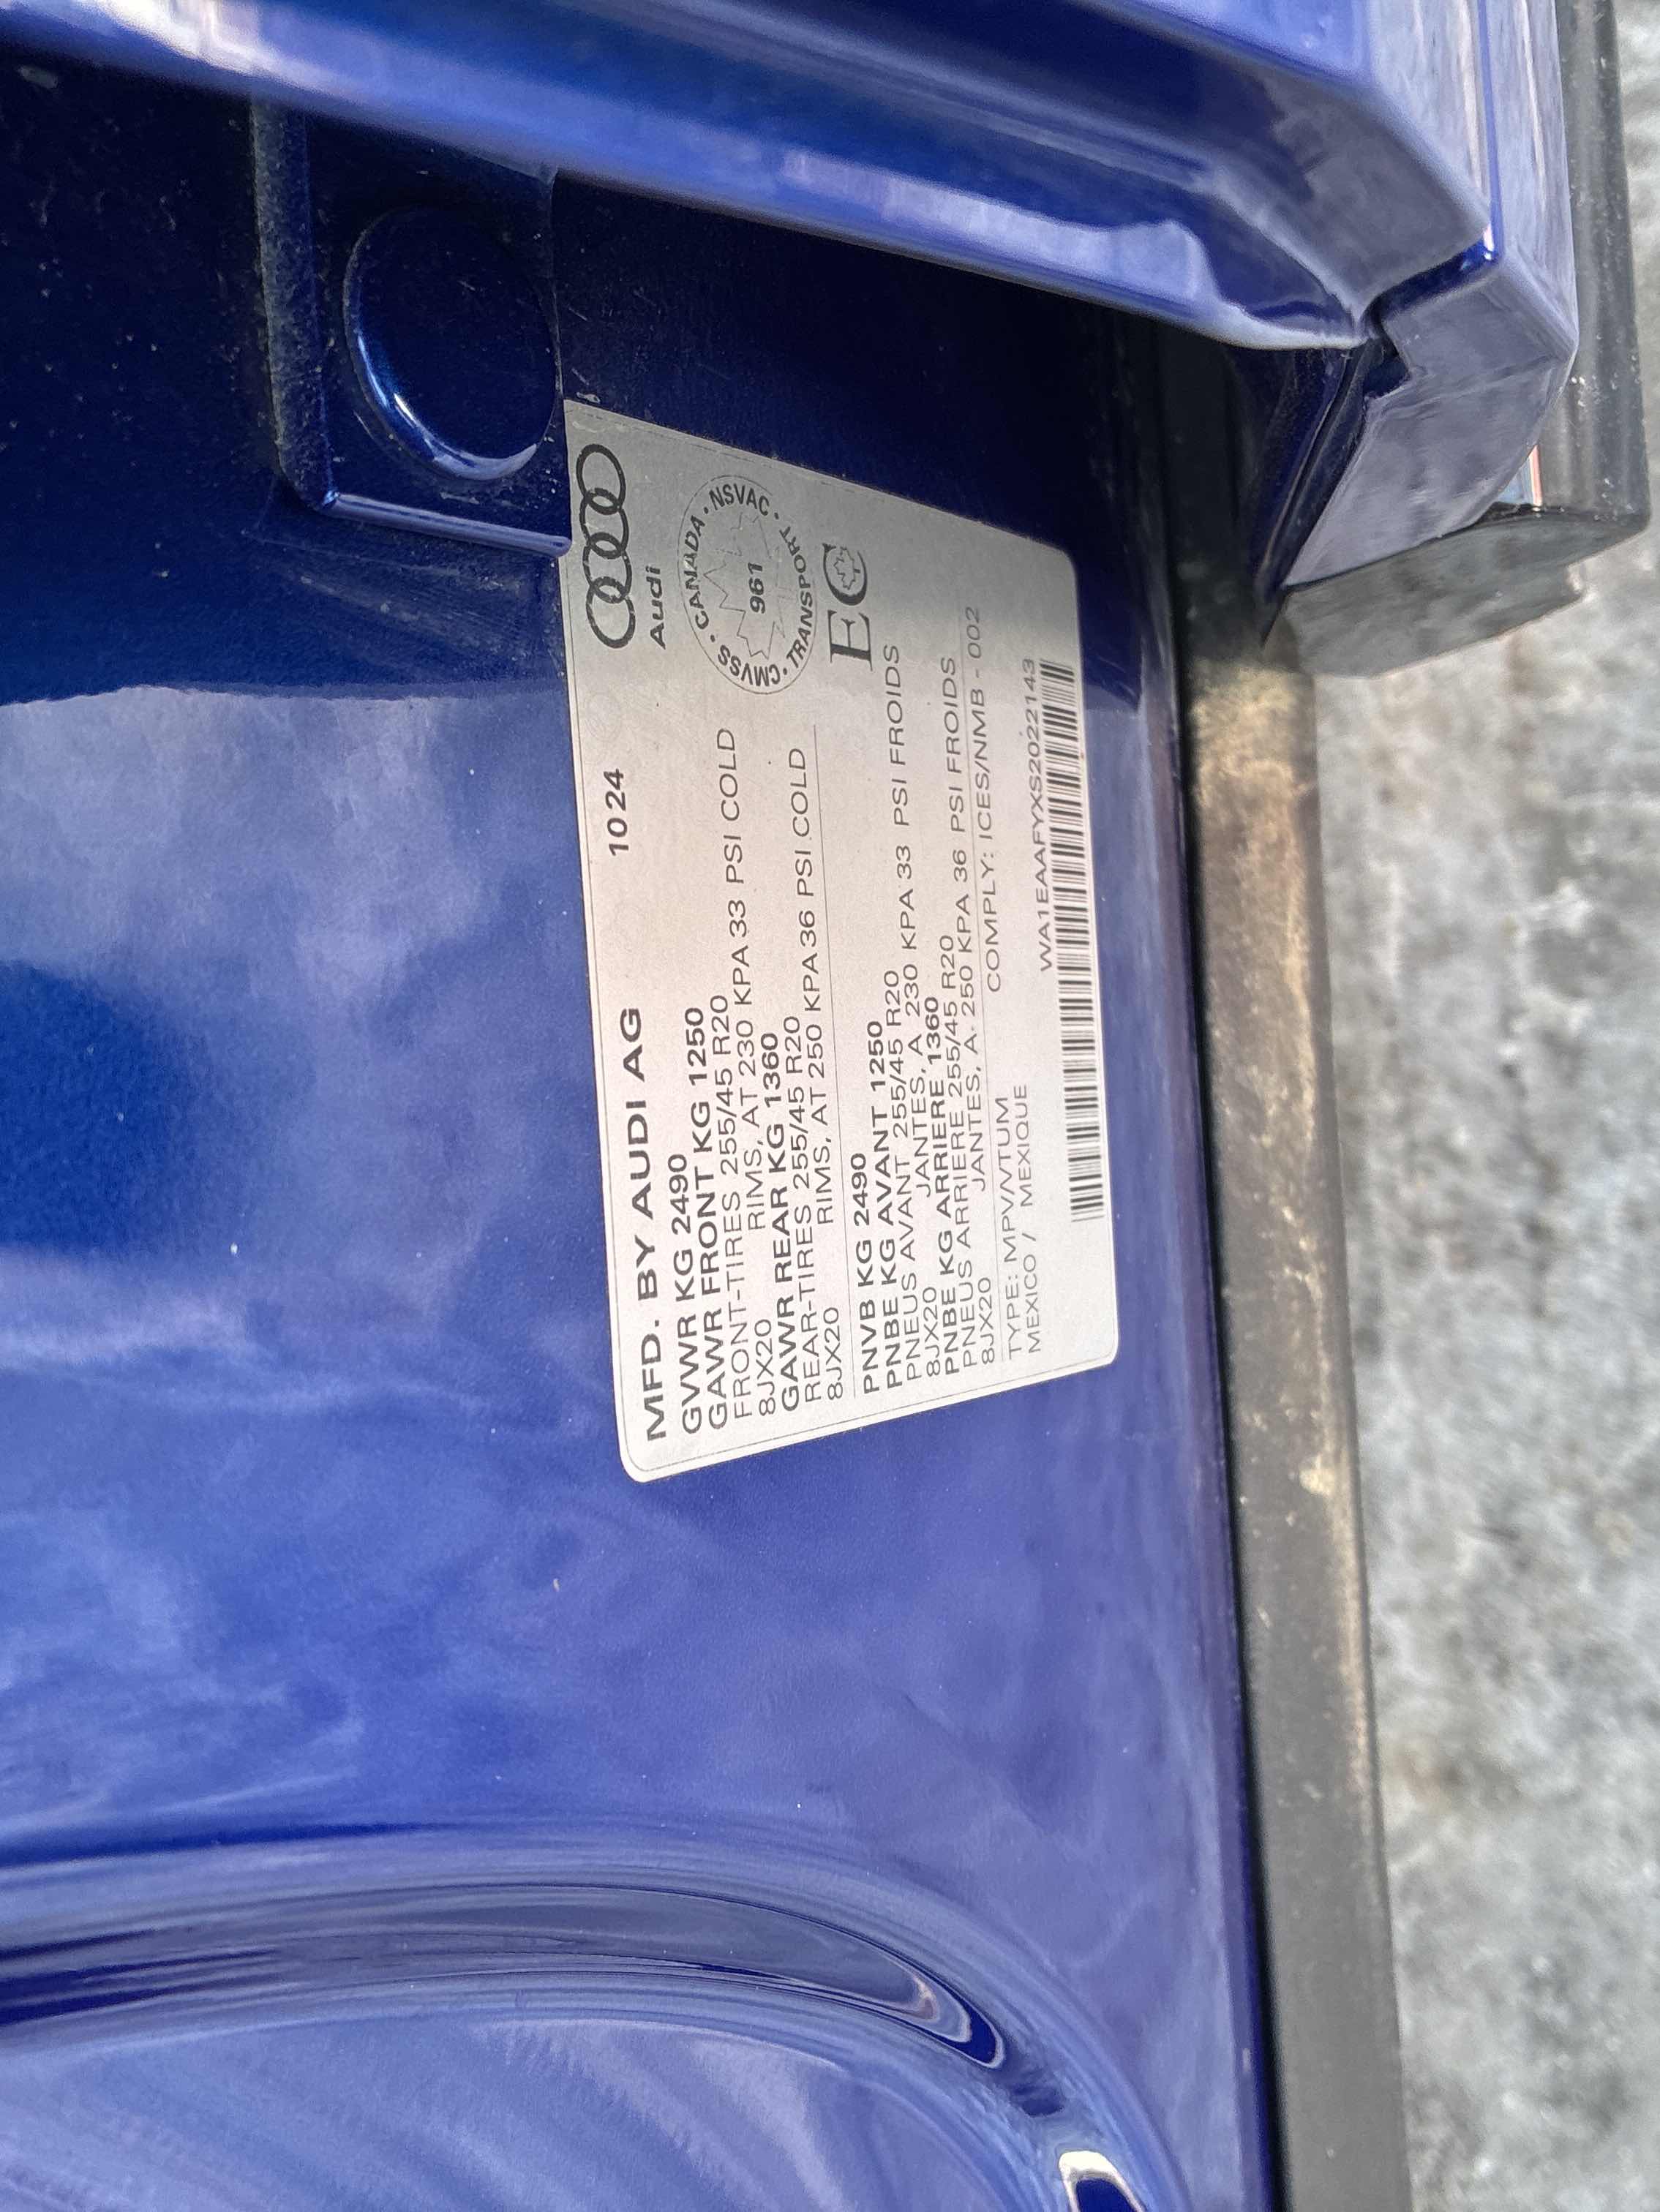 MFD. BY AUDI AG 1024
Audi
GVWR KG 2490
GAWR FRONT KG 1250
FRONT-TIRES 255/45 R20
8JX20 RIMS, AT 230 KPA 33 PSI COLD
GAWR REAR KG 1360
REAR-TIRES 255/45 R20
8JX20 RIMS, AT 250 KPA 36 PSI COLD
CMVSS · CANADA · NSVAC · TRANSPORT ·
961
EC
PNVB KG 2490
PNBE KG AVANT 1250
PNEUS AVANT 255/45 R20
8JX20 JANTES, A 230 KPA 33 PSI FROIDS
PNBE KG ARRIERE 1360
PNEUS ARRIERE 255/45 R20
8JX20 JANTES, A 250 KPA 36 PSI FROIDS
TYPE: MPV/VTUM COMPLY: ICES/NMB - 002
MEXICO / MEXIQUE
WA1EAAFYXS2022143